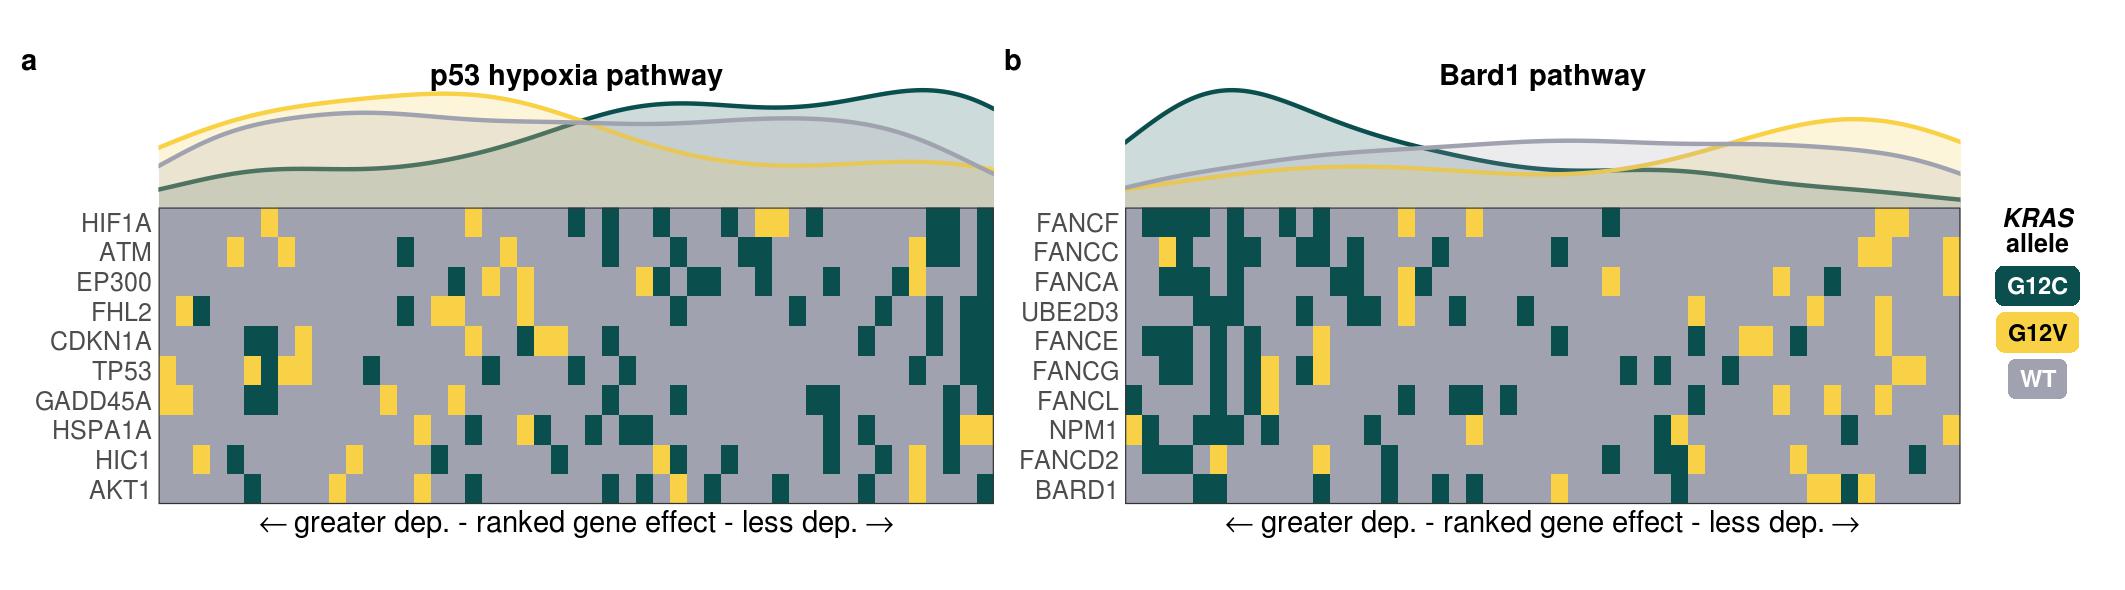 a
p53 hypoxia pathway
HIF1A
ATM
EP300
FHL2
CDKN1A
TP53
GADD45A
HSPA1A
HIC1
AKT1
← greater dep. - ranked gene effect - less dep. →
b
Bard1 pathway
FANCF
FANCC
FANCA
UBE2D3
FANCE
FANCG
FANCL
NPM1
FANCD2
BARD1
← greater dep. - ranked gene effect - less dep. →
KRAS
allele
G12C
G12V
WT